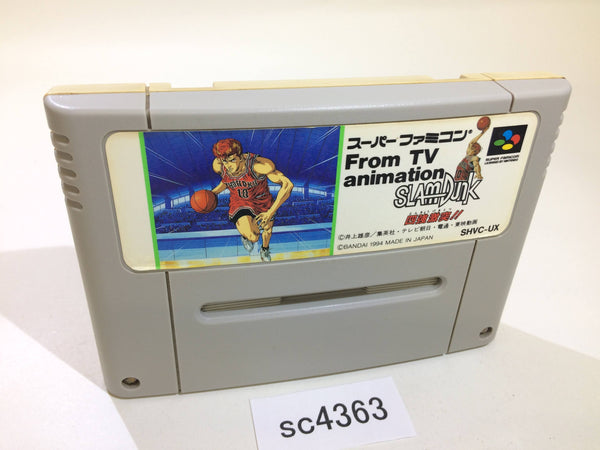 スーパーファミコン
From TV
animation
SLAM DUNK
SUPER FAMICOM
LICENSED BY NINTENDO
©井上雄彦／集英社・テレビ朝日・電通・東映動画
©BANDAI 1994 MADE IN JAPAN
SHVC-UX
10
sc4363